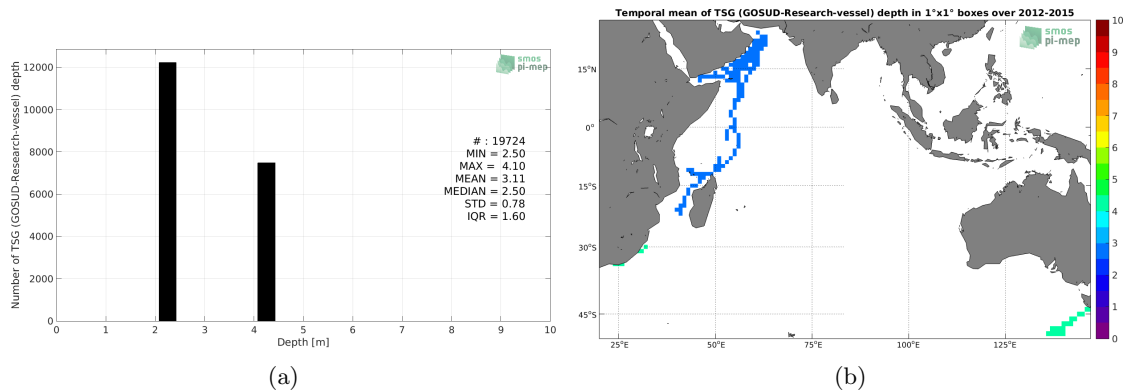 smos
pi-mep
12000
10000
8000
6000
4000
2000
0
Number of TSG (GOSUD-Research-vessel) depth
# : 19724
MIN = 2.50
MAX = 4.10
MEAN = 3.11
MEDIAN = 2.50
STD = 0.78
IQR = 1.60
0 1 2 3 4 5 6 7 8 9 10
Depth [m]
(a)
Temporal mean of TSG (GOSUD-Research-vessel) depth in 1°x1° boxes over 2012-2015
smos
pi-mep
15°N
0°
15°S
30°S
45°S
25°E 50°E 75°E 100°E 125°E
10
9
8
7
6
5
4
3
2
1
0
(b)